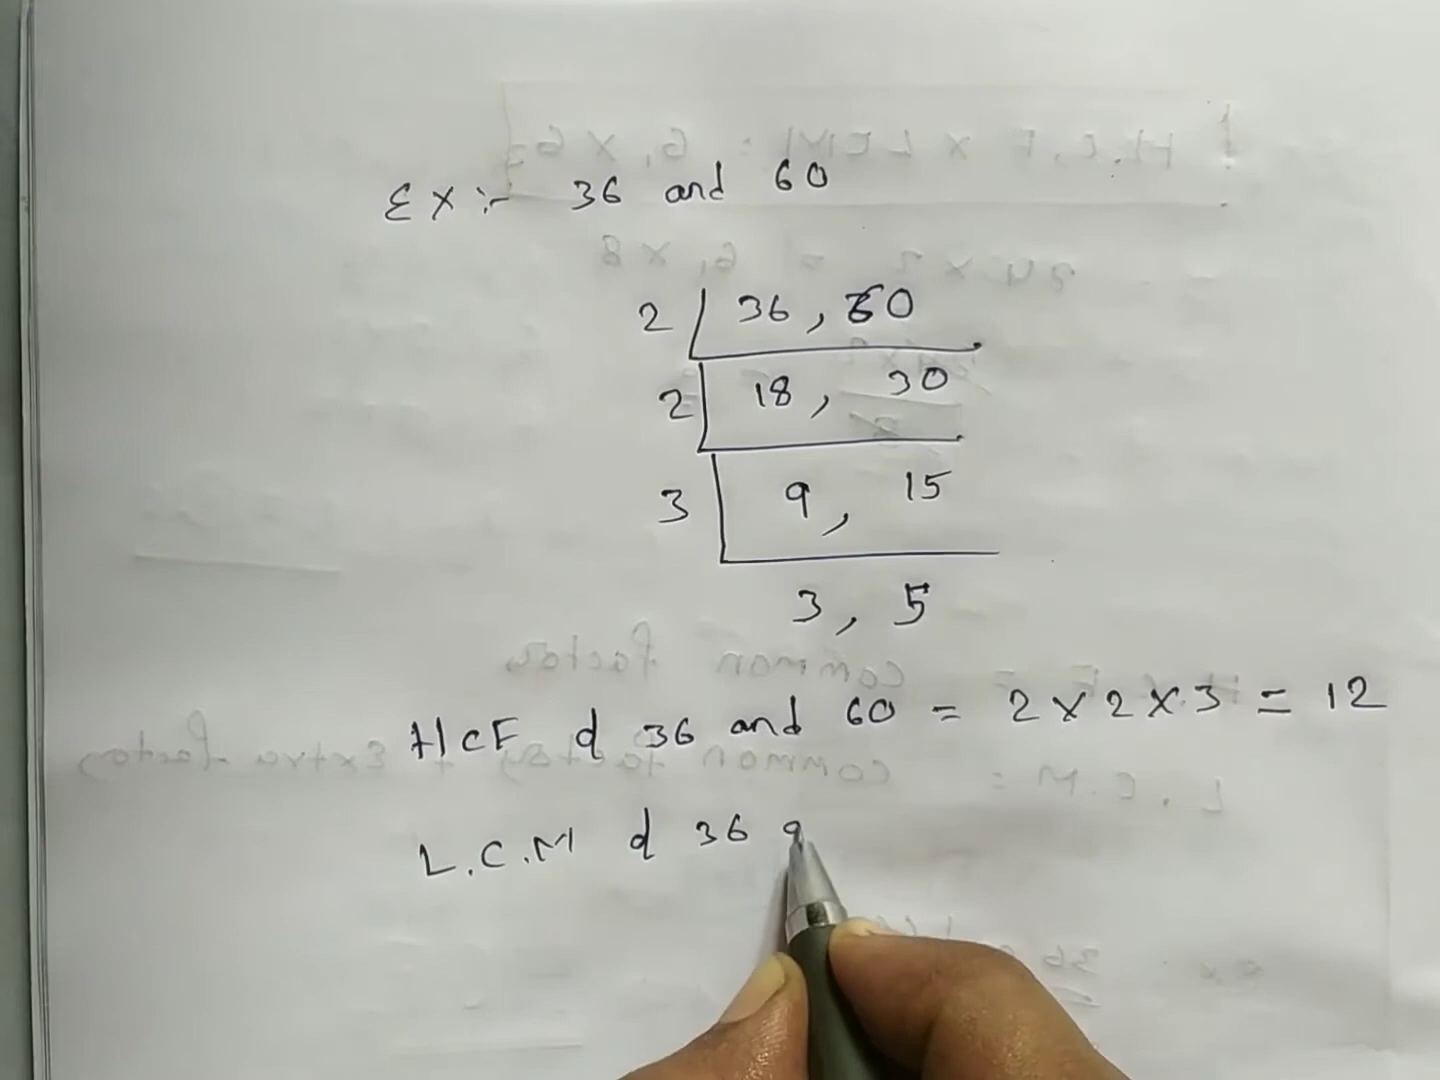 Ex :- 36 and 60
2 | 36, 60
2 | 18, 30
3 | 9, 15
3, 5
HCF of 36 and 60 = 2 x 2 x 3 = 12
L.C.M of 36 a